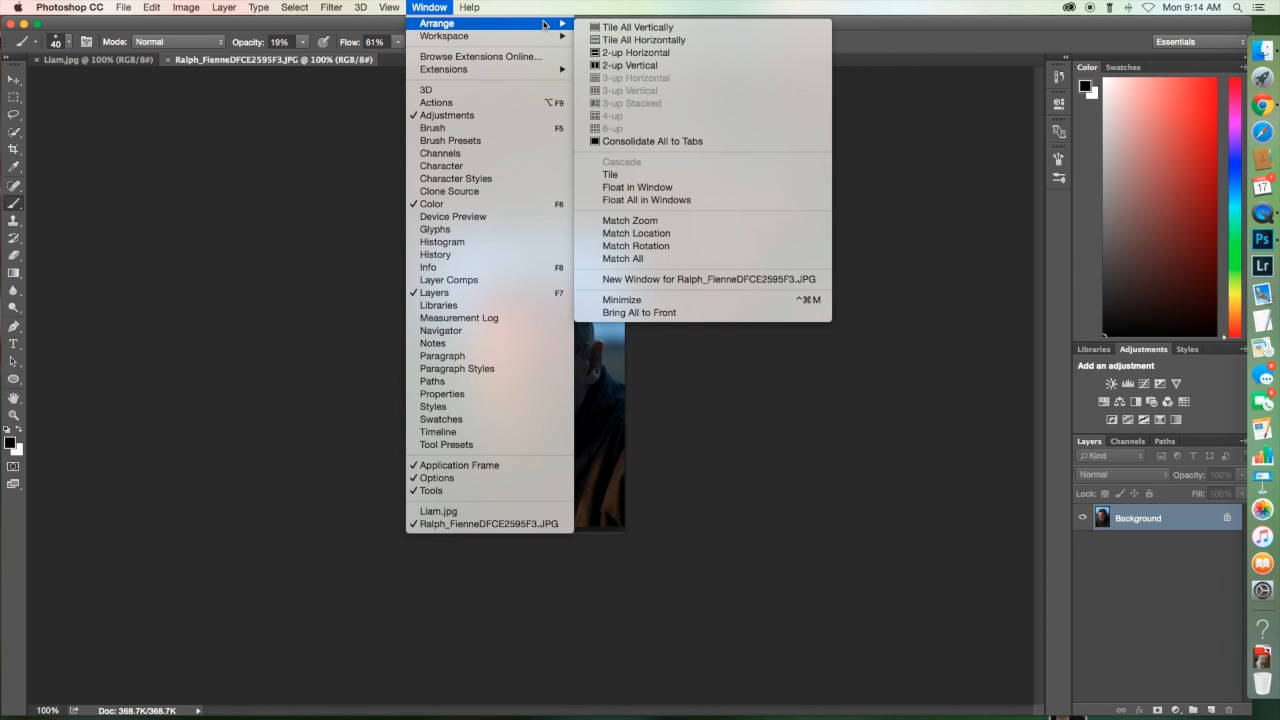 Photoshop CC File Edit Image Layer Type Select Filter 3D View Window Help
Mon 9:14 AM
40 Mode: Normal Opacity: 19% Flow: 61% Essentials
Liam.jpg @ 100% (RGB/8#) Ralph_FienneDFCE2595F3.JPG @ 100% (RGB/8#)
Arrange
Workspace
Browse Extensions Online...
Extensions
3D
Actions ⌥F9
✓ Adjustments
Brush F5
Brush Presets
Channels
Character
Character Styles
Clone Source
✓ Color F6
Device Preview
Glyphs
Histogram
History
Info F8
Layer Comps
✓ Layers F7
Libraries
Measurement Log
Navigator
Notes
Paragraph
Paragraph Styles
Paths
Properties
Styles
Swatches
Timeline
Tool Presets
✓ Application Frame
✓ Options
✓ Tools
Liam.jpg
✓ Ralph_FienneDFCE2595F3.JPG
Tile All Vertically
Tile All Horizontally
2-up Horizontal
2-up Vertical
3-up Horizontal
3-up Vertical
3-up Stacked
4-up
6-up
Consolidate All to Tabs
Cascade
Tile
Float in Window
Float All in Windows
Match Zoom
Match Location
Match Rotation
Match All
New Window for Ralph_FienneDFCE2595F3.JPG
Minimize ^⌘M
Bring All to Front
Color Swatches
Libraries Adjustments Styles
Add an adjustment
Layers Channels Paths
Kind
Normal Opacity: 100%
Lock: Fill: 100%
Background
17
Ps
Lr
100% Doc: 368.7K/368.7K